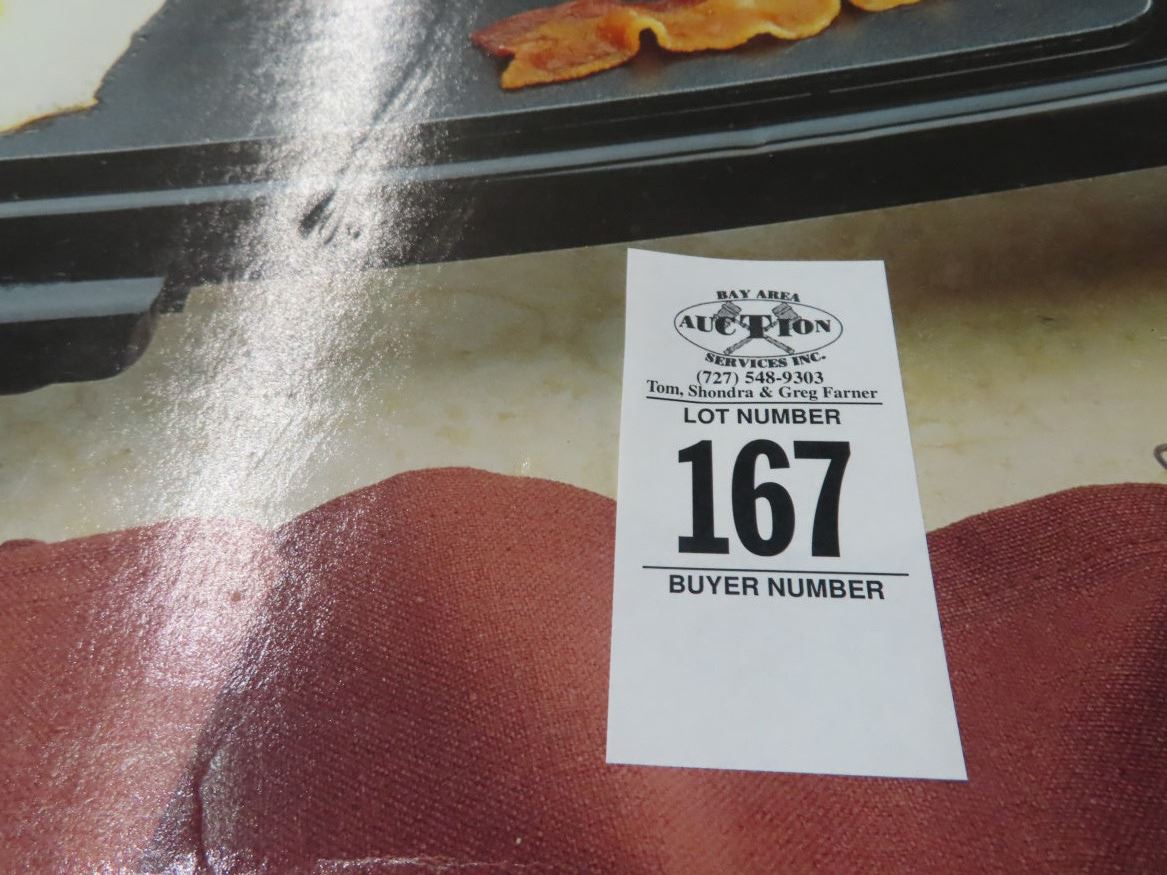 BAY AREA
AUCTION
SERVICES INC.
(727) 548-9303
Tom, Shondra & Greg Farner
LOT NUMBER
167
BUYER NUMBER